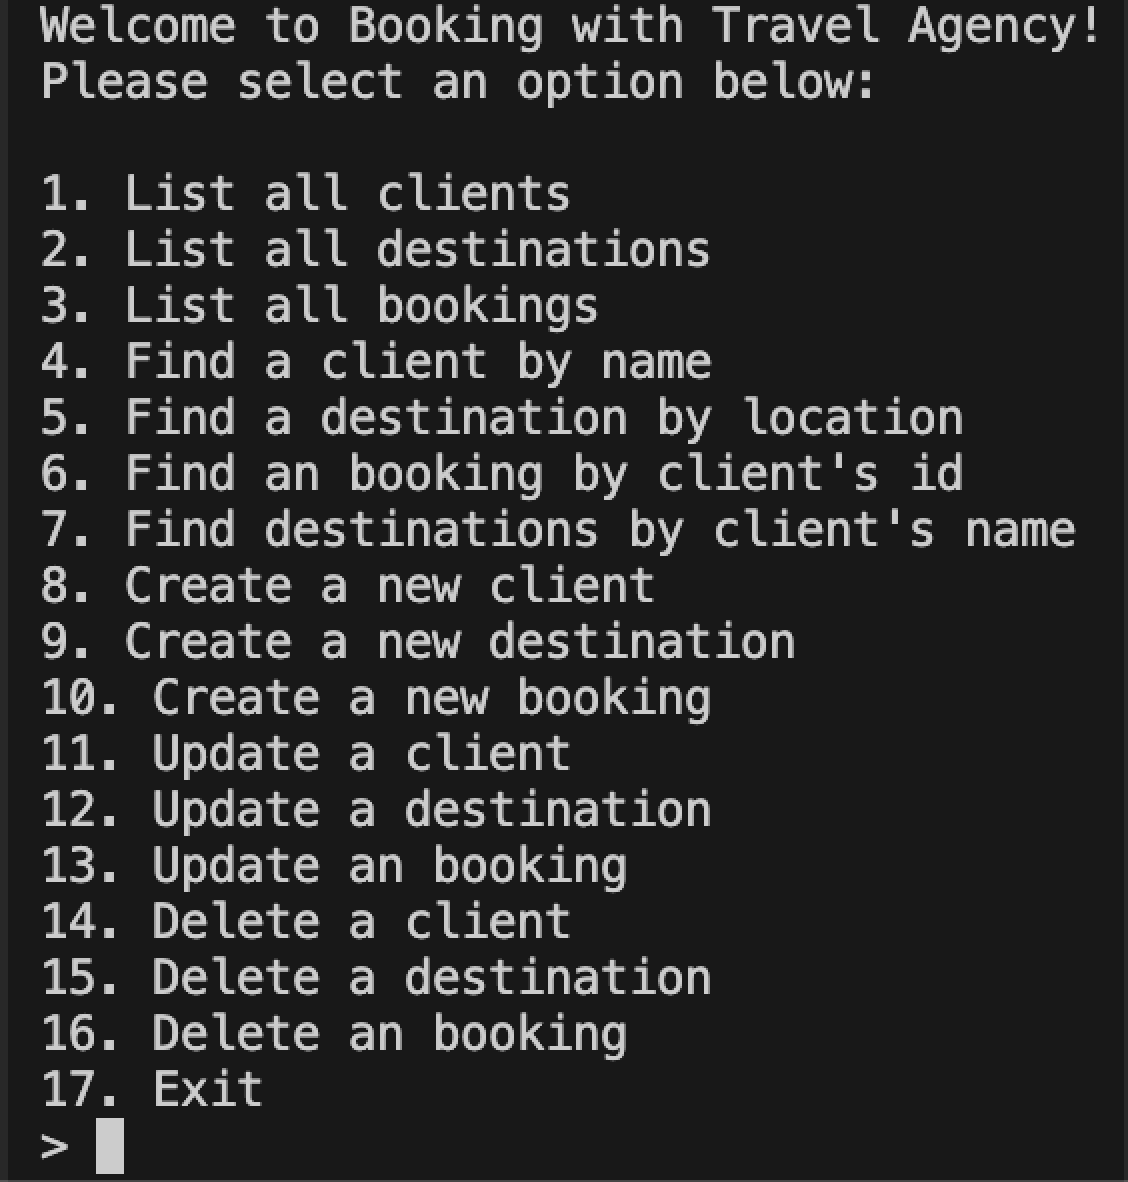 Welcome to Booking with Travel Agency!
Please select an option below:
1. List all clients
2. List all destinations
3. List all bookings
4. Find a client by name
5. Find a destination by location
6. Find an booking by client's id
7. Find destinations by client's name
8. Create a new client
9. Create a new destination
10. Create a new booking
11. Update a client
12. Update a destination
13. Update an booking
14. Delete a client
15. Delete a destination
16. Delete an booking
17. Exit
>